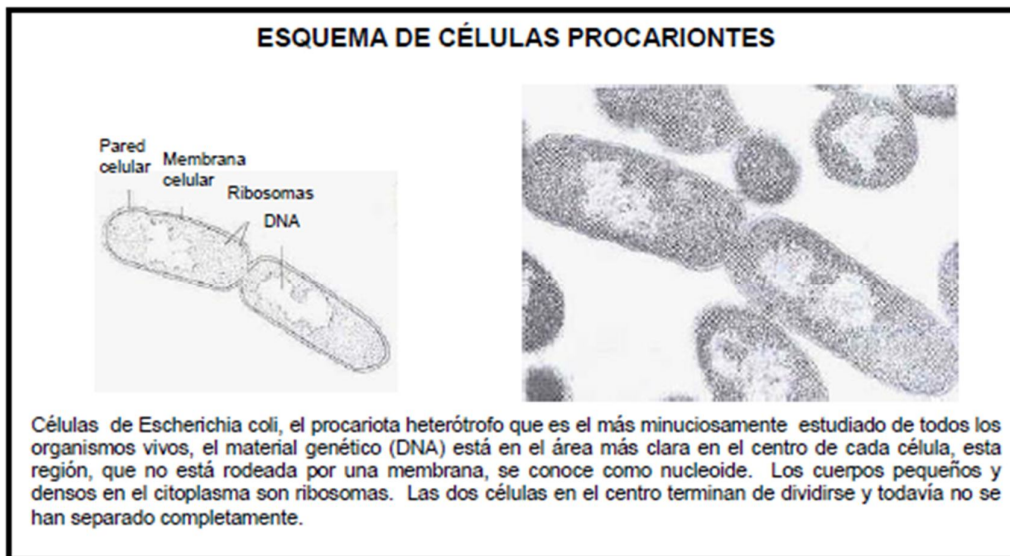 ESQUEMA DE CÉLULAS PROCARIONTES
Pared
celular
Membrana
celular
Ribosomas
DNA
Células de Escherichia coli, el procariota heterótrofo que es el más minuciosamente estudiado de todos los
organismos vivos, el material genético (DNA) está en el área más clara en el centro de cada célula, esta
región, que no está rodeada por una membrana, se conoce como nucleoide. Los cuerpos pequeños y
densos en el citoplasma son ribosomas. Las dos células en el centro terminan de dividirse y todavía no se
han separado completamente.